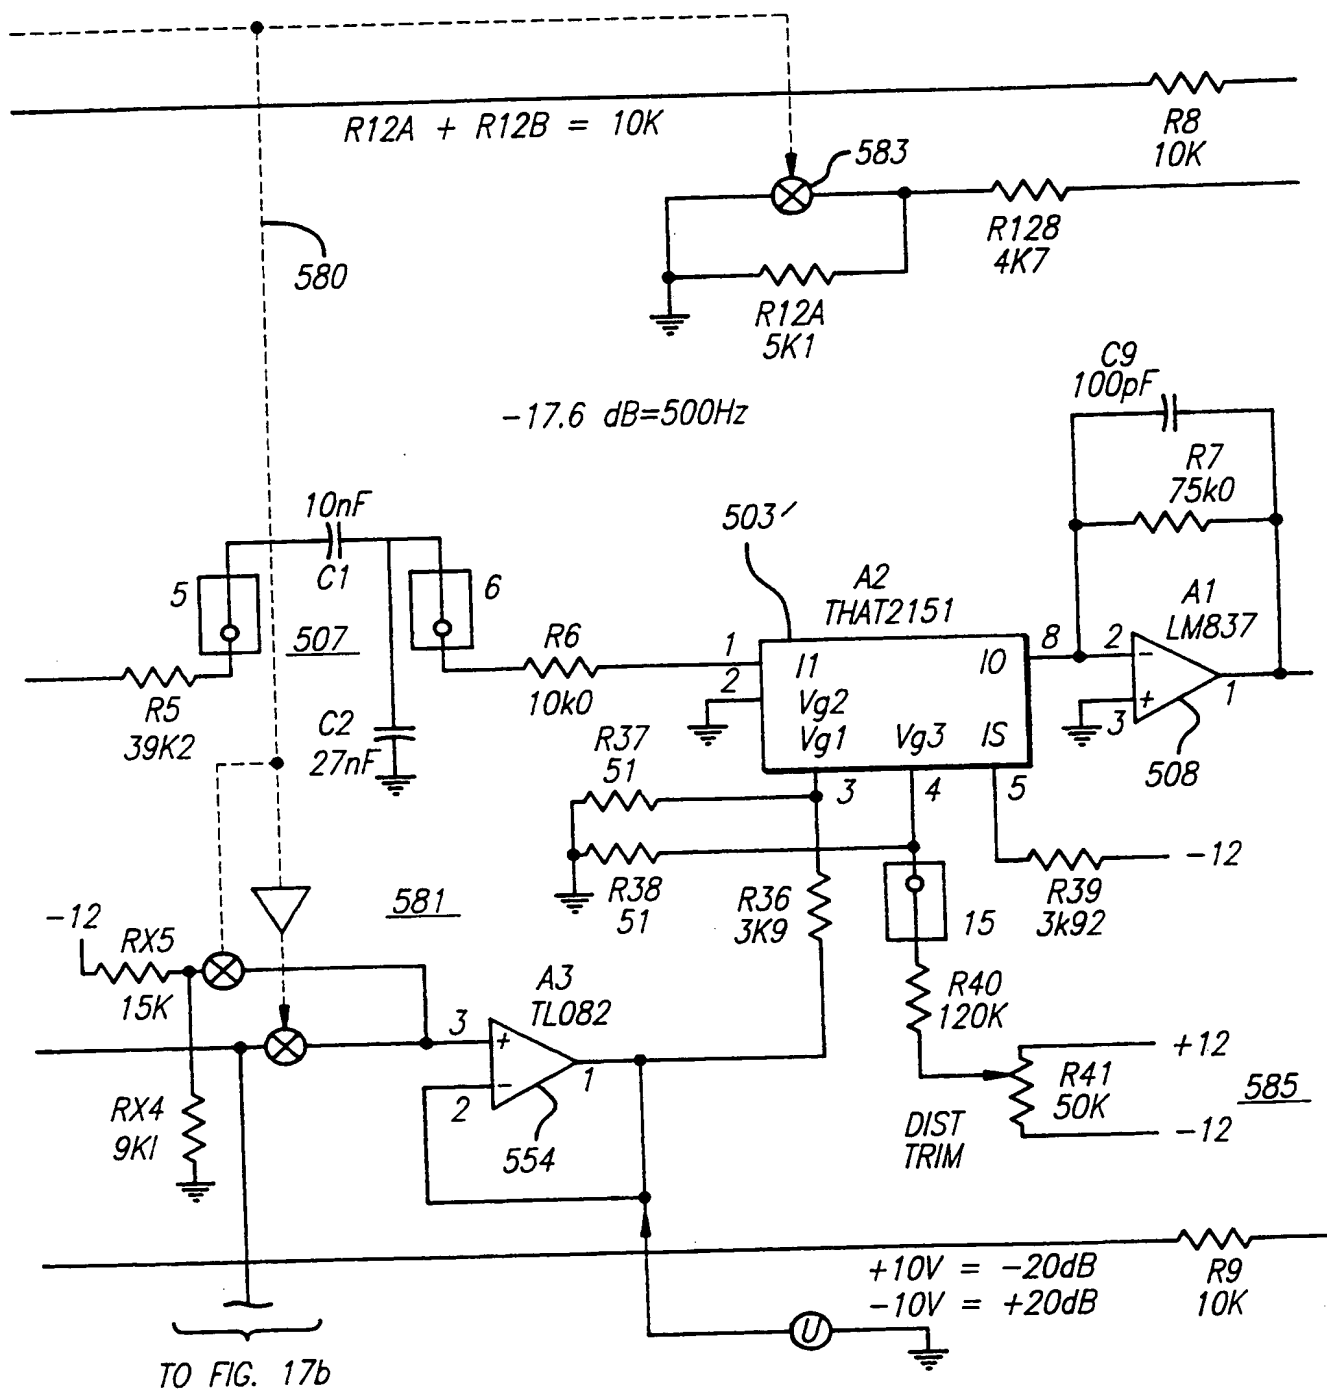 R12A + R12B = 10K
R8
10K
583
580
R128
4K7
R12A
5K1
-17.6 dB=500Hz
C9
100pF
R7
75k0
10nF
C1
503'
5
6
507
A2
THAT2151
A1
LM837
R5
39K2
C2
27nF
R6
10k0
1
2
I1
Vg2
Vg1
Vg3
IO
IS
8
2
-
+
3
1
508
R37
51
3
4
5
R38
51
R36
3K9
15
R39
3k92
-12
581
-12
RX5
15K
A3
TL082
3
+
-
2
1
554
R40
120K
+12
R41
50K
-12
585
DIST
TRIM
RX4
9K1
+10V = -20dB
-10V = +20dB
R9
10K
U
TO FIG. 17b